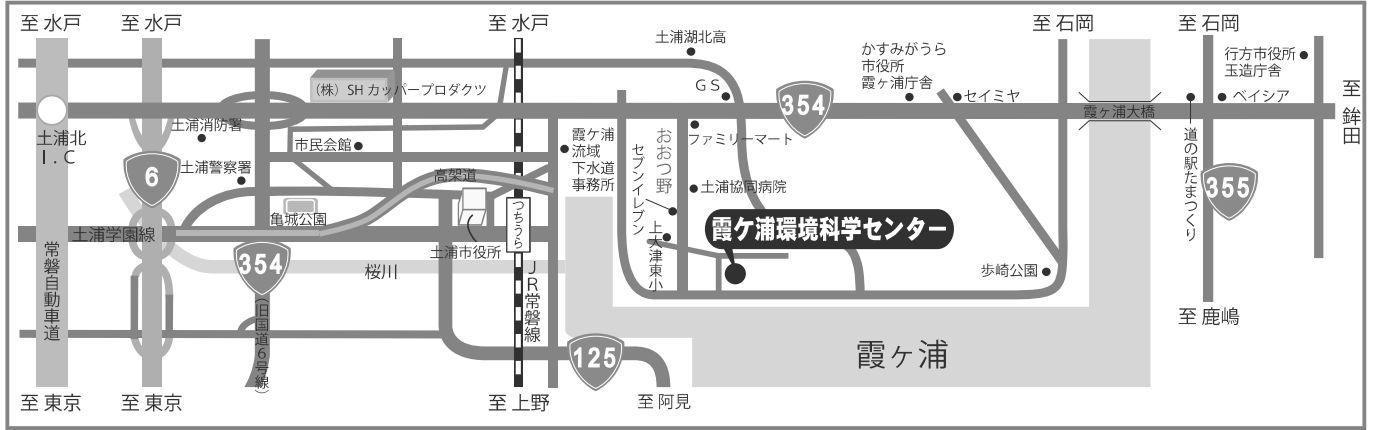 至 水戸
至 水戸
至 水戸
至 石岡
至 石岡
土浦湖北高
かすみがうら
市役所
霞ヶ浦庁舎
行方市役所
玉造庁舎
(株) SH カッパープロダクツ
GS
354
セイミヤ
ベイシア
至 鉾田
土浦北
I.C
土浦消防署
霞ヶ浦大橋
市民会館
霞ケ浦
流域
下水道
事務所
ファミリーマート
おおつ野
セブンイレブン
道の駅たまつくり
6
土浦警察署
高架道
土浦協同病院
355
亀城公園
つちうら
上大津東小
霞ケ浦環境科学センター
土浦学園線
土浦市役所
354
桜川
歩崎公園
常磐自動車道
JR常磐線
(旧国道6号線)
至 鹿嶋
125
霞ヶ浦
至 東京
至 東京
至 上野
至 阿見